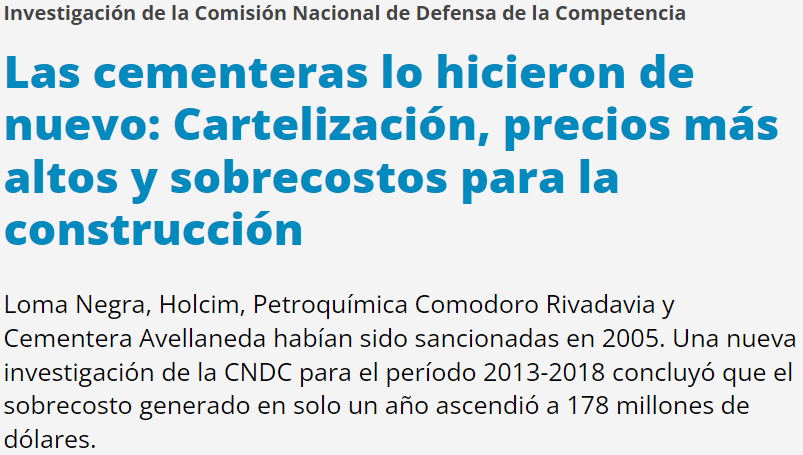 Investigación de la Comisión Nacional de Defensa de la Competencia
Las cementeras lo hicieron de
nuevo: Cartelización, precios más
altos y sobrecostos para la
construcción
Loma Negra, Holcim, Petroquímica Comodoro Rivadavia y
Cementera Avellaneda habían sido sancionadas en 2005. Una nueva
investigación de la CNDC para el período 2013-2018 concluyó que el
sobrecosto generado en solo un año ascendió a 178 millones de
dólares.